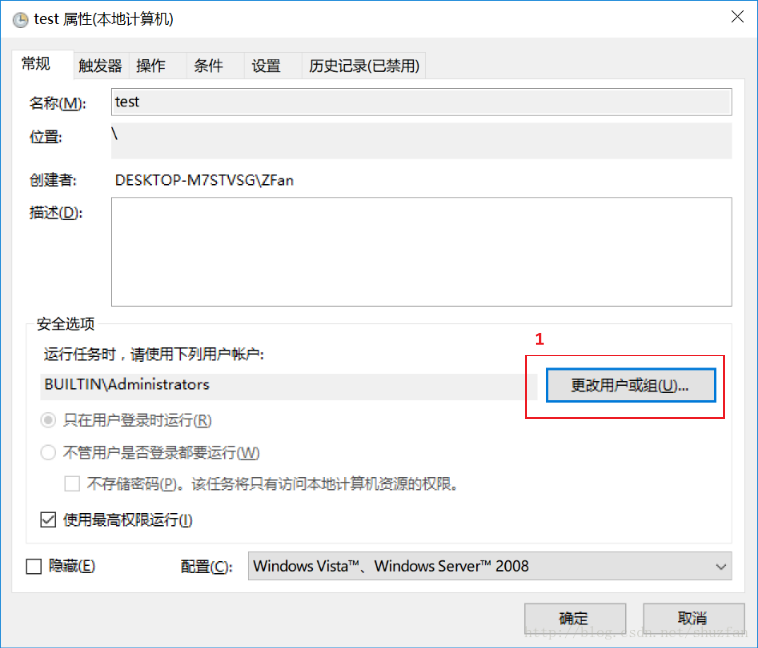 test 属性(本地计算机)
常规 触发器 操作 条件 设置 历史记录(已禁用)
名称(M): test
位置: \
创建者: DESKTOP-M7STVSG\ZFan
描述(D):
安全选项
运行任务时，请使用下列用户帐户:
1
BUILTIN\Administrators 更改用户或组(U)...
只在用户登录时运行(R)
不管用户是否登录都要运行(W)
不存储密码(P)。该任务将只有访问本地计算机资源的权限。
使用最高权限运行(I)
隐藏(E) 配置(C): Windows Vista™、Windows Server™ 2008
确定 取消
http://blog.csdn.net/shuzfan